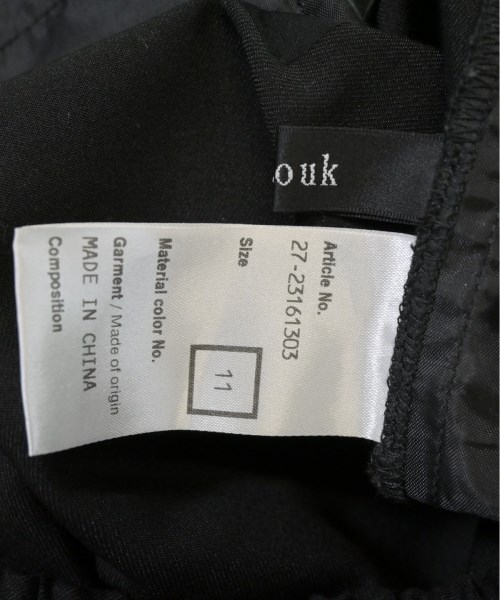 ouk
Article No.
27-23161303
Size
11
Material color No.
Garment / Made of origin
MADE IN CHINA
Composition